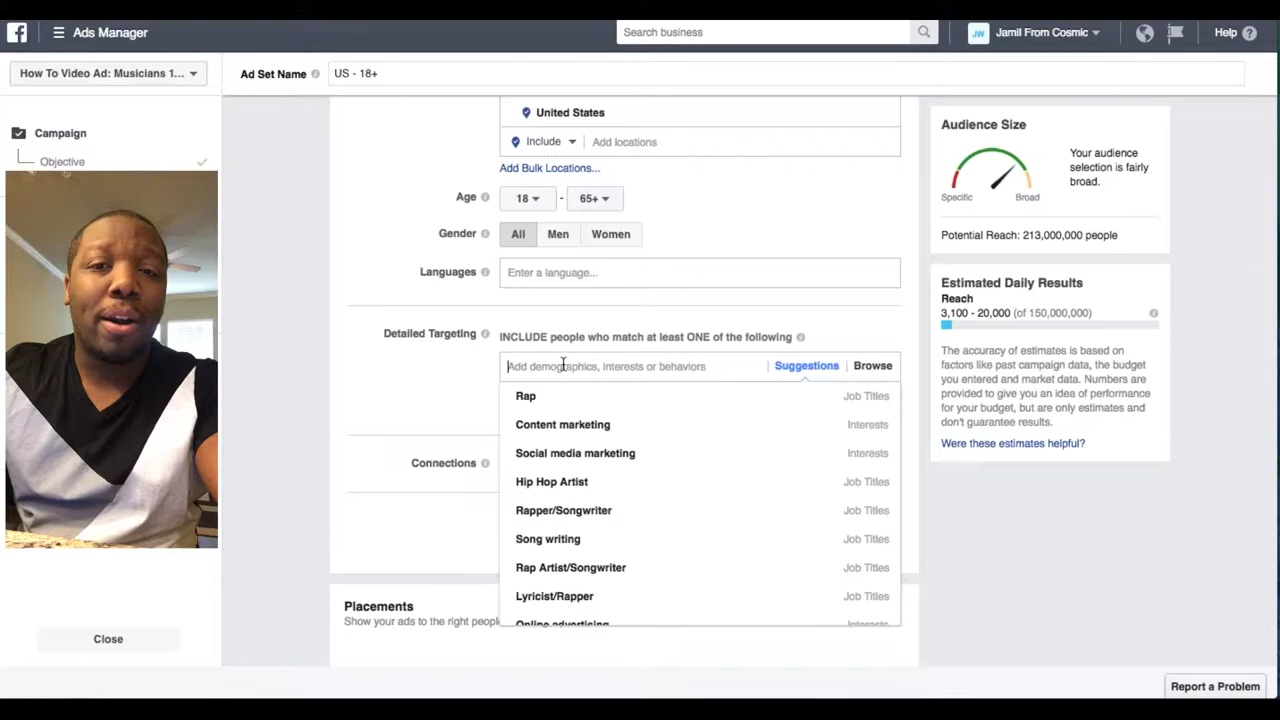 Ads Manager
Search business
JW
Jamil From Cosmic
Help ?
How To Video Ad: Musicians 1...
Ad Set Name
US - 18+
Campaign
Objective
United States
Include
Add locations
Add Bulk Locations...
Age
18 - 65+
Gender
All Men Women
Languages
Enter a language...
Detailed Targeting
INCLUDE people who match at least ONE of the following
Add demographics, interests or behaviors
Suggestions
Browse
Rap Job Titles
Content marketing Interests
Social media marketing Interests
Hip Hop Artist Job Titles
Rapper/Songwriter Job Titles
Song writing Job Titles
Rap Artist/Songwriter Job Titles
Lyricist/Rapper Job Titles
Online advertising Interests
Connections
Placements
Show your ads to the right peopl
Close
Audience Size
Specific
Broad
Your audience
selection is fairly
broad.
Potential Reach: 213,000,000 people
Estimated Daily Results
Reach
3,100 - 20,000 (of 150,000,000)
The accuracy of estimates is based on
factors like past campaign data, the
budget you entered and market data. Numbers are
provided to give you an idea of performance
for your budget, but are only estimates and
don't guarantee results.
Were these estimates helpful?
Report a Problem